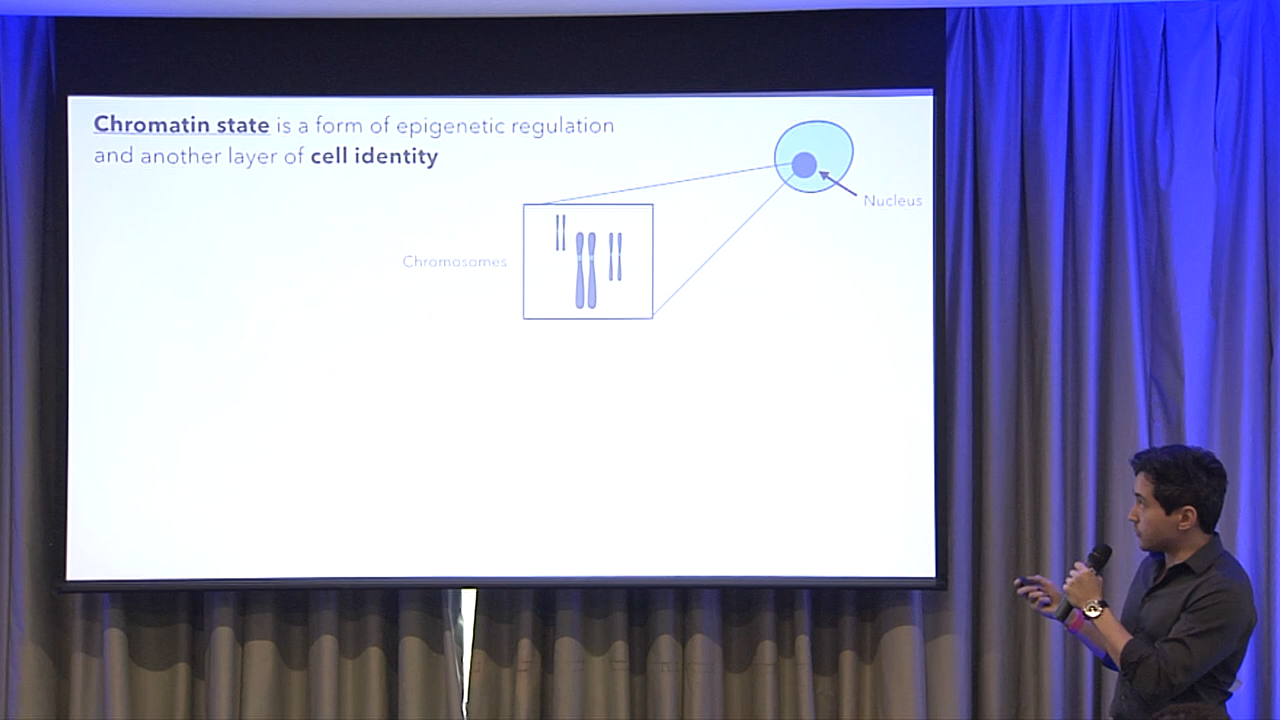 Chromatin state is a form of epigenetic regulation
and another layer of cell identity
Nucleus
Chromosomes